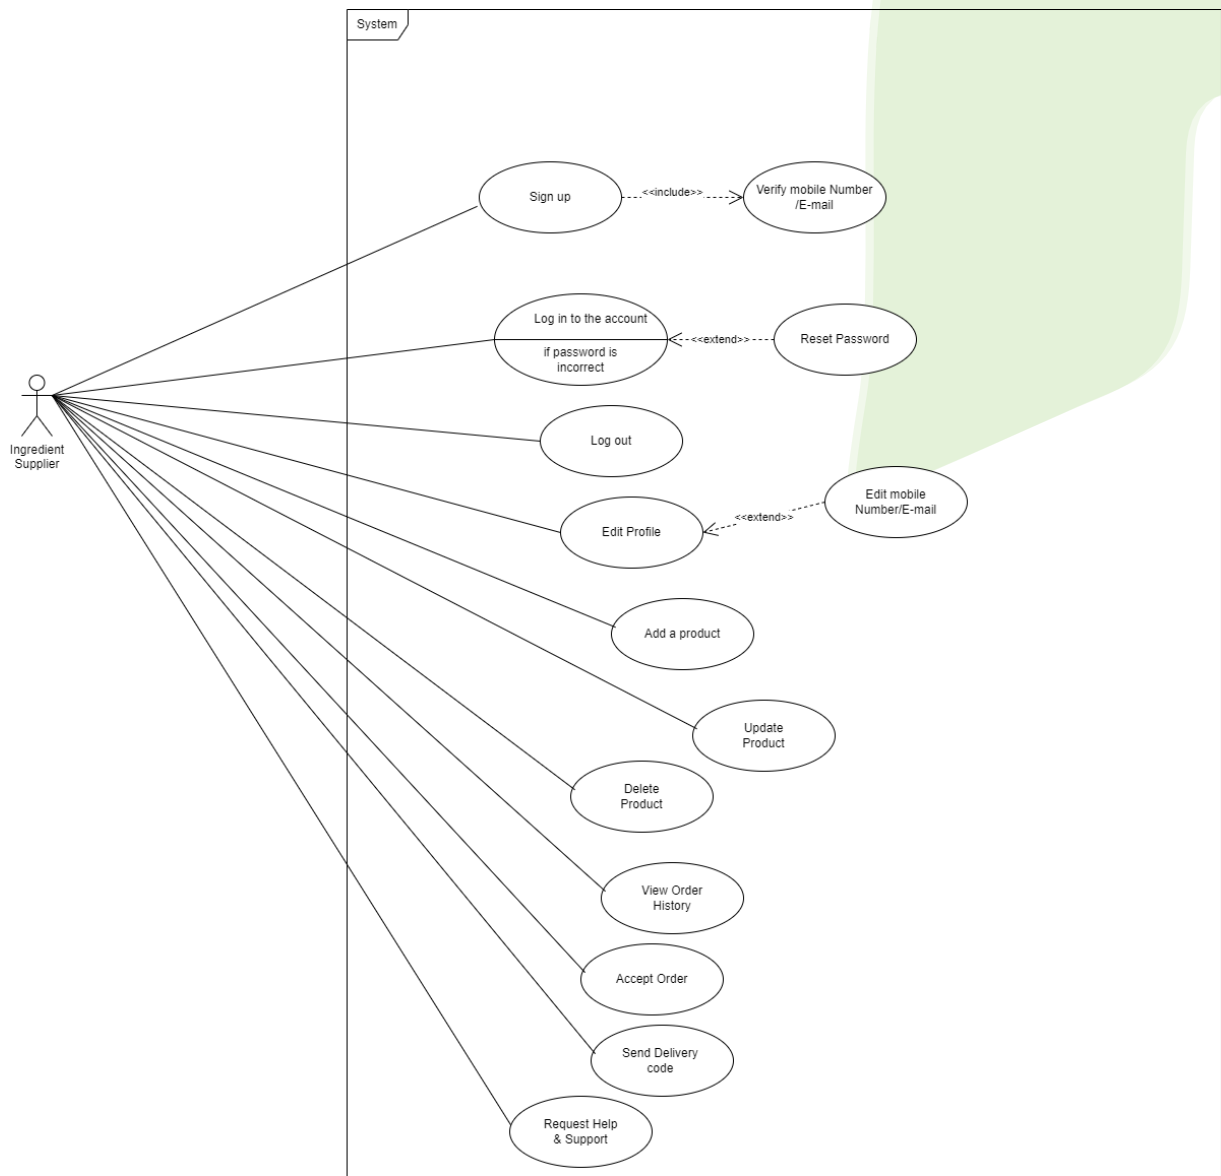 System
Sign up
<<include>>
Verify mobile Number
/E-mail
Log in to the account
if password is
incorrect
<<extend>>
Reset Password
Ingredient
Supplier
Log out
Edit Profile
<<extend>>
Edit mobile
Number/E-mail
Add a product
Update
Product
Delete
Product
View Order
History
Accept Order
Send Delivery
code
Request Help
& Support